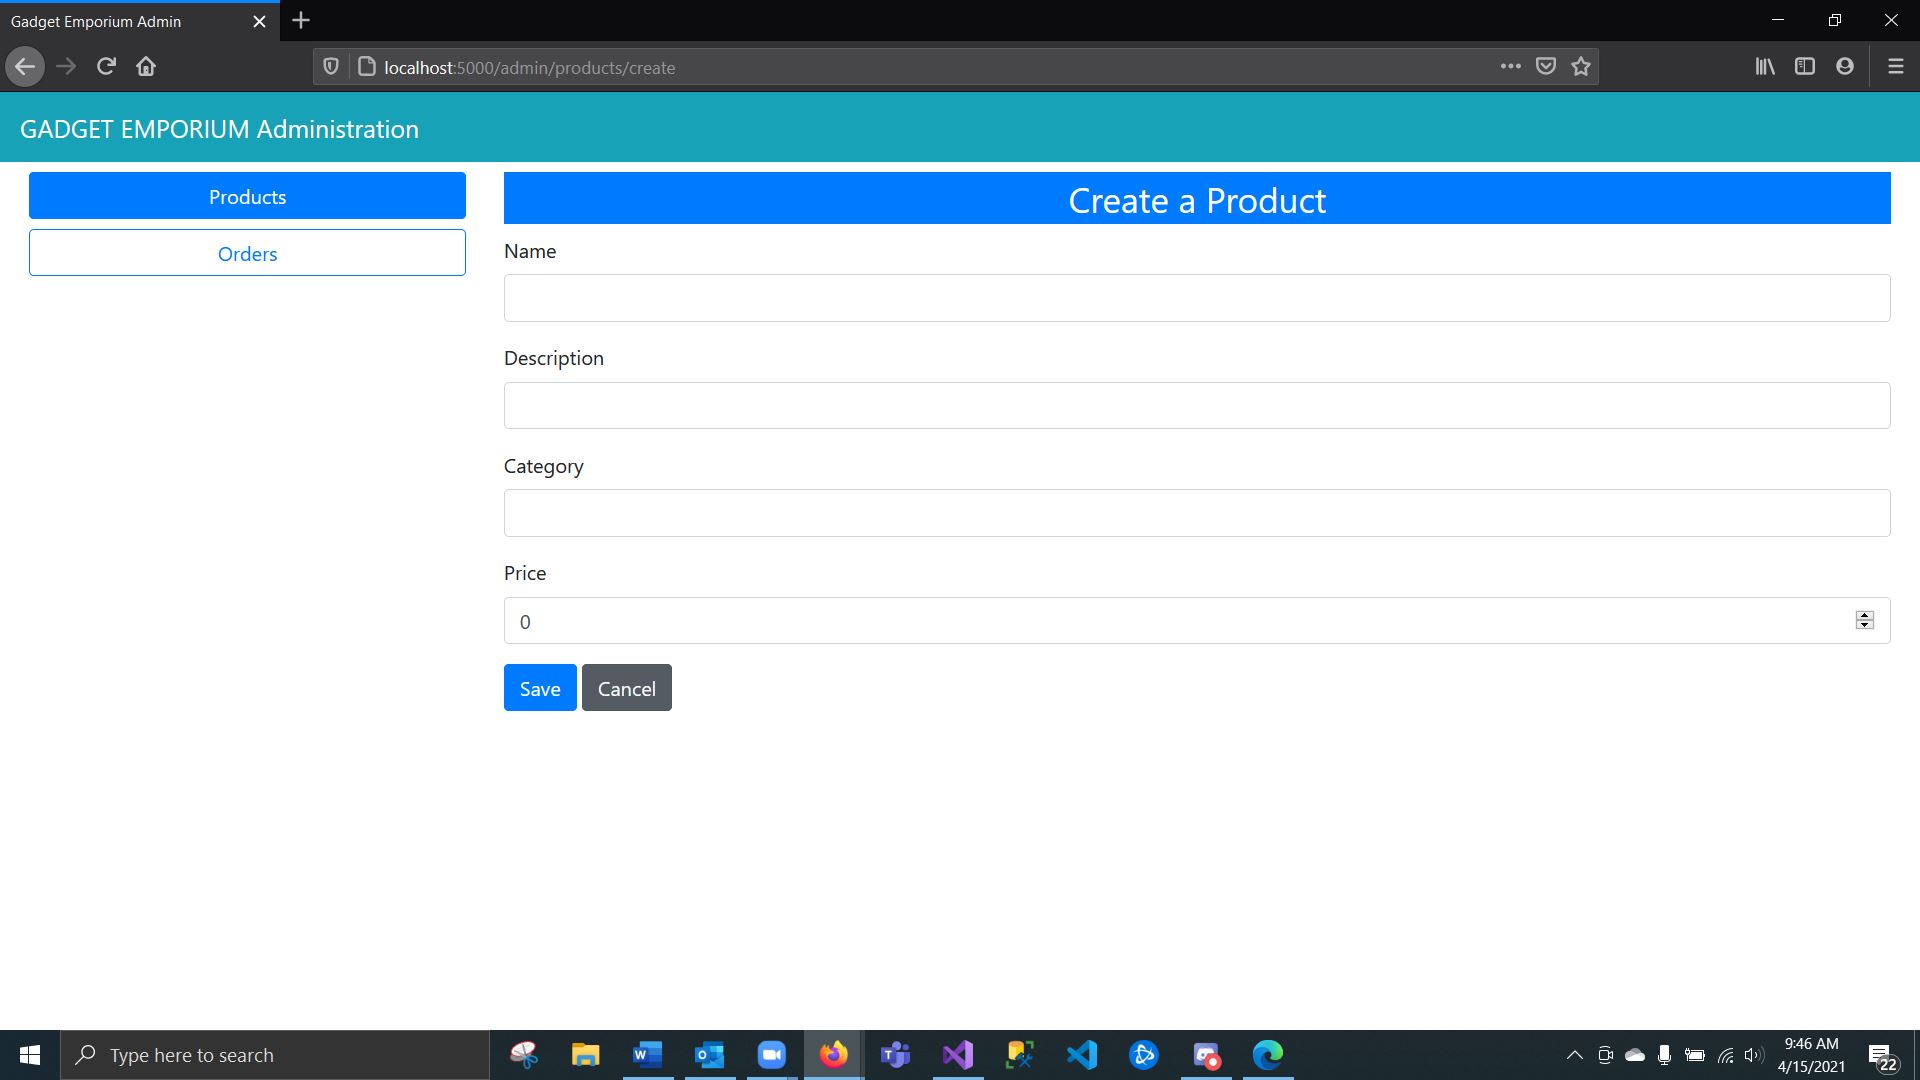 Gadget Emporium Admin
localhost:5000/admin/products/create
GADGET EMPORIUM Administration
Products
Orders
Create a Product
Name
Description
Category
Price
0
Save
Cancel
Type here to search
9:46 AM
4/15/2021
22